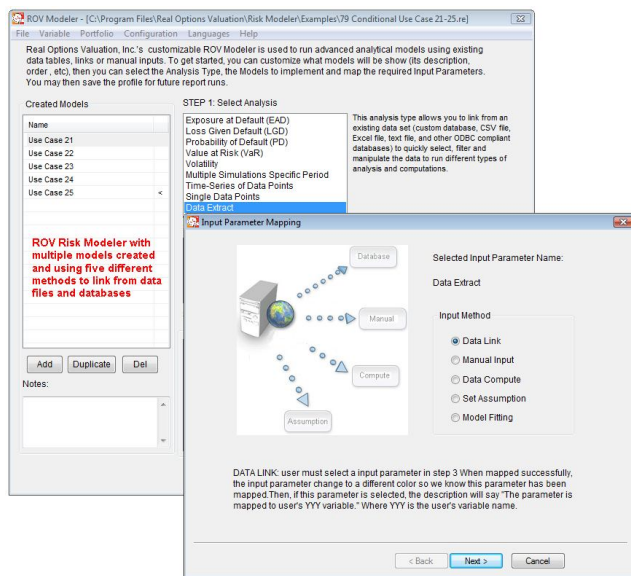 ROV Modeler - [C:\Program Files\Real Options Valuation\Risk Modeler\Examples\79 Conditional Use Case 21-25.re]
File Variable Portfolio Configuration Languages Help
Real Options Valuation, Inc.'s customizable ROV Modeler is used to run advanced analytical models using existing
data tables, links or manual inputs. To get started, you can customize what models will be show (its description,
order , etc), then you can select the Analysis Type, the Models to implement and map the required Input Parameters.
You may then save the profile for future report runs.
Created Models
Name
Use Case 21
Use Case 22
Use Case 23
Use Case 24
Use Case 25 <
ROV Risk Modeler with
multiple models created
and using five different
methods to link from data
files and databases
Add Duplicate Del
Notes:
STEP 1: Select Analysis
Exposure at Default (EAD)
Loss Given Default (LGD)
Probability of Default (PD)
Value at Risk (VaR)
Volatility
Multiple Simulations Specific Period
Time-Series of Data Points
Single Data Points
Data Extract
This analysis type allows you to link from an
existing data set (custom database, CSV file,
Excel file, text file, and other ODBC compliant
databases) to quickly select, filter and
manipulate the data to run different types of
analysis and computations.
Input Parameter Mapping
Database
Manual
Compute
Assumption
Selected Input Parameter Name:
Data Extract
Input Method
Data Link
Manual Input
Data Compute
Set Assumption
Model Fitting
DATA LINK: user must select a input parameter in step 3 When mapped successfully,
the input parameter change to a different color so we know this parameter has been
mapped.Then, if this parameter is selected, the description will say "The parameter is
mapped to user's YYY variable." Where YYY is the user's variable name.
< Back Next > Cancel